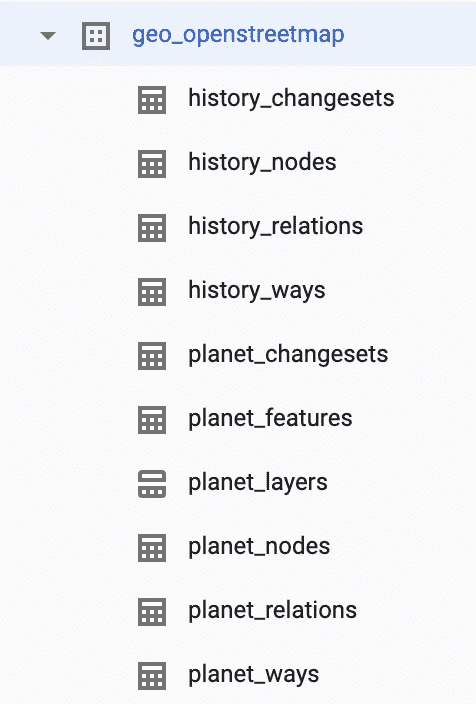 geo_openstreetmap
history_changesets
history_nodes
history_relations
history_ways
planet_changesets
planet_features
planet_layers
planet_nodes
planet_relations
planet_ways